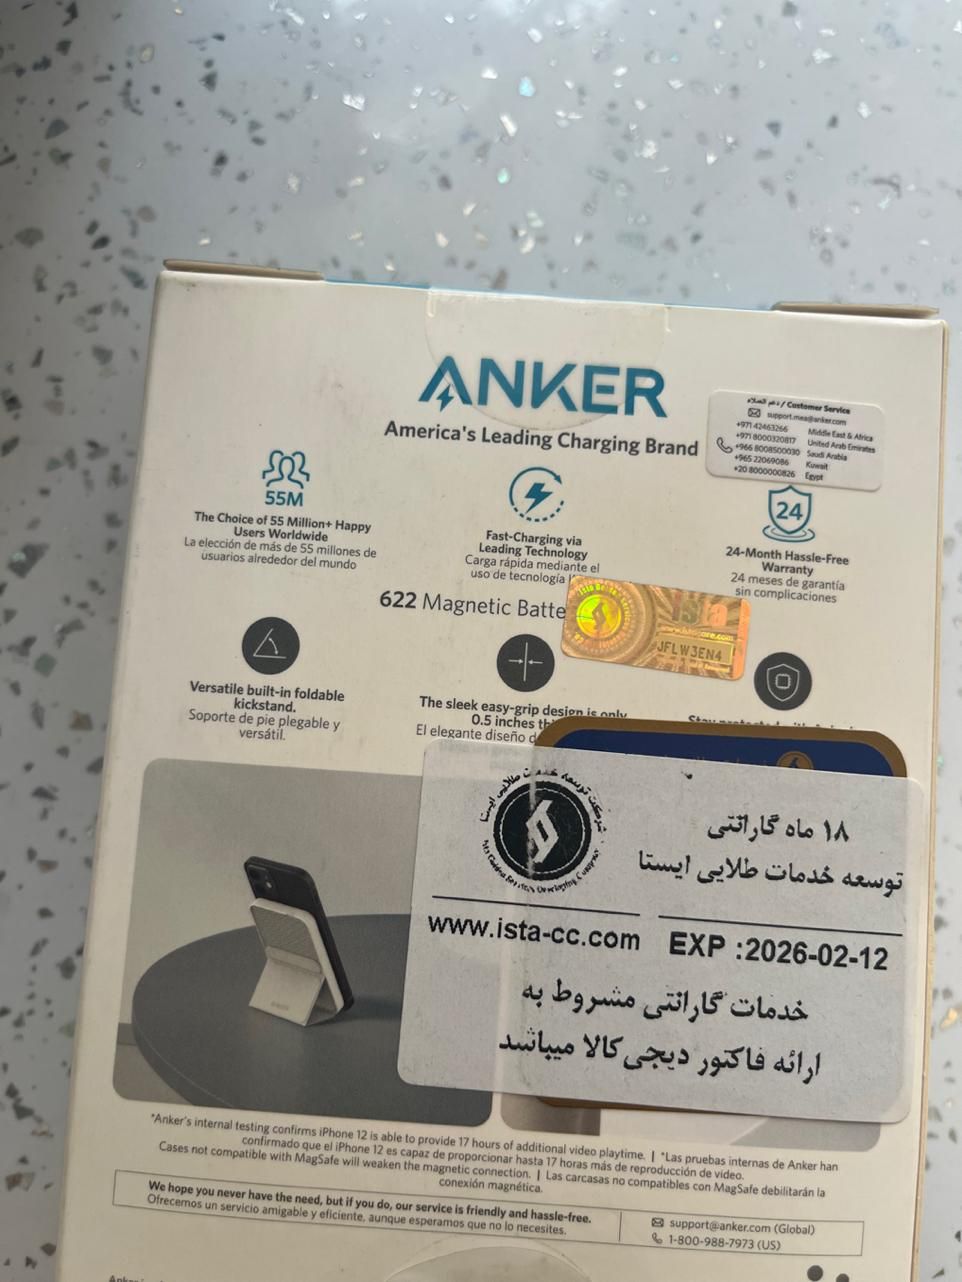 ANKER
America's Leading Charging Brand
دعم العملاء / Customer Service
support.mea@anker.com
+971 42463266 Middle East & Africa
+971 8000320817 United Arab Emirates
+966 8008500030 Saudi Arabia
+965 22069086 Kuwait
+20 8000000826 Egypt
55M
The Choice of 55 Million+ Happy
Users Worldwide
La elección de más de 55 millones de
usuarios alrededor del mundo
Fast-Charging via
Leading Technology
Carga rápida mediante el
uso de tecnología
24
24-Month Hassle-Free
Warranty
24 meses de garantía
sin complicaciones
622 Magnetic Batte
ista
JFLW3EN4
Versatile built-in foldable
kickstand.
Soporte de pie plegable y
versátil.
The sleek easy-grip design is only
0.5 inches th
El elegante diseño d
شرکت توسعه خدمات طلایی ایستا
۱۸ ماه گارانتی
توسعه خدمات طلایی ایستا
www.ista-cc.com
EXP :2026-02-12
خدمات گارانتی مشروط به
ارائه فاکتور دیجی کالا میباشد
ANKER
*Anker's internal testing confirms iPhone 12 is able to provide 17 hours of additional video playtime. | *Las pruebas internas de Anker han
confirmado que el iPhone 12 es capaz de proporcionar hasta 17 horas más de reproducción de video.
Cases not compatible with MagSafe will weaken the magnetic connection. | Las carcasas no compatibles con MagSafe debilitarán la
conexión magnética.
We hope you never have the need, but if you do, our service is friendly and hassle-free.
Ofrecemos un servicio amigable y eficiente, aunque esperamos que no lo necesites.
support@anker.com (Global)
1-800-988-7973 (US)